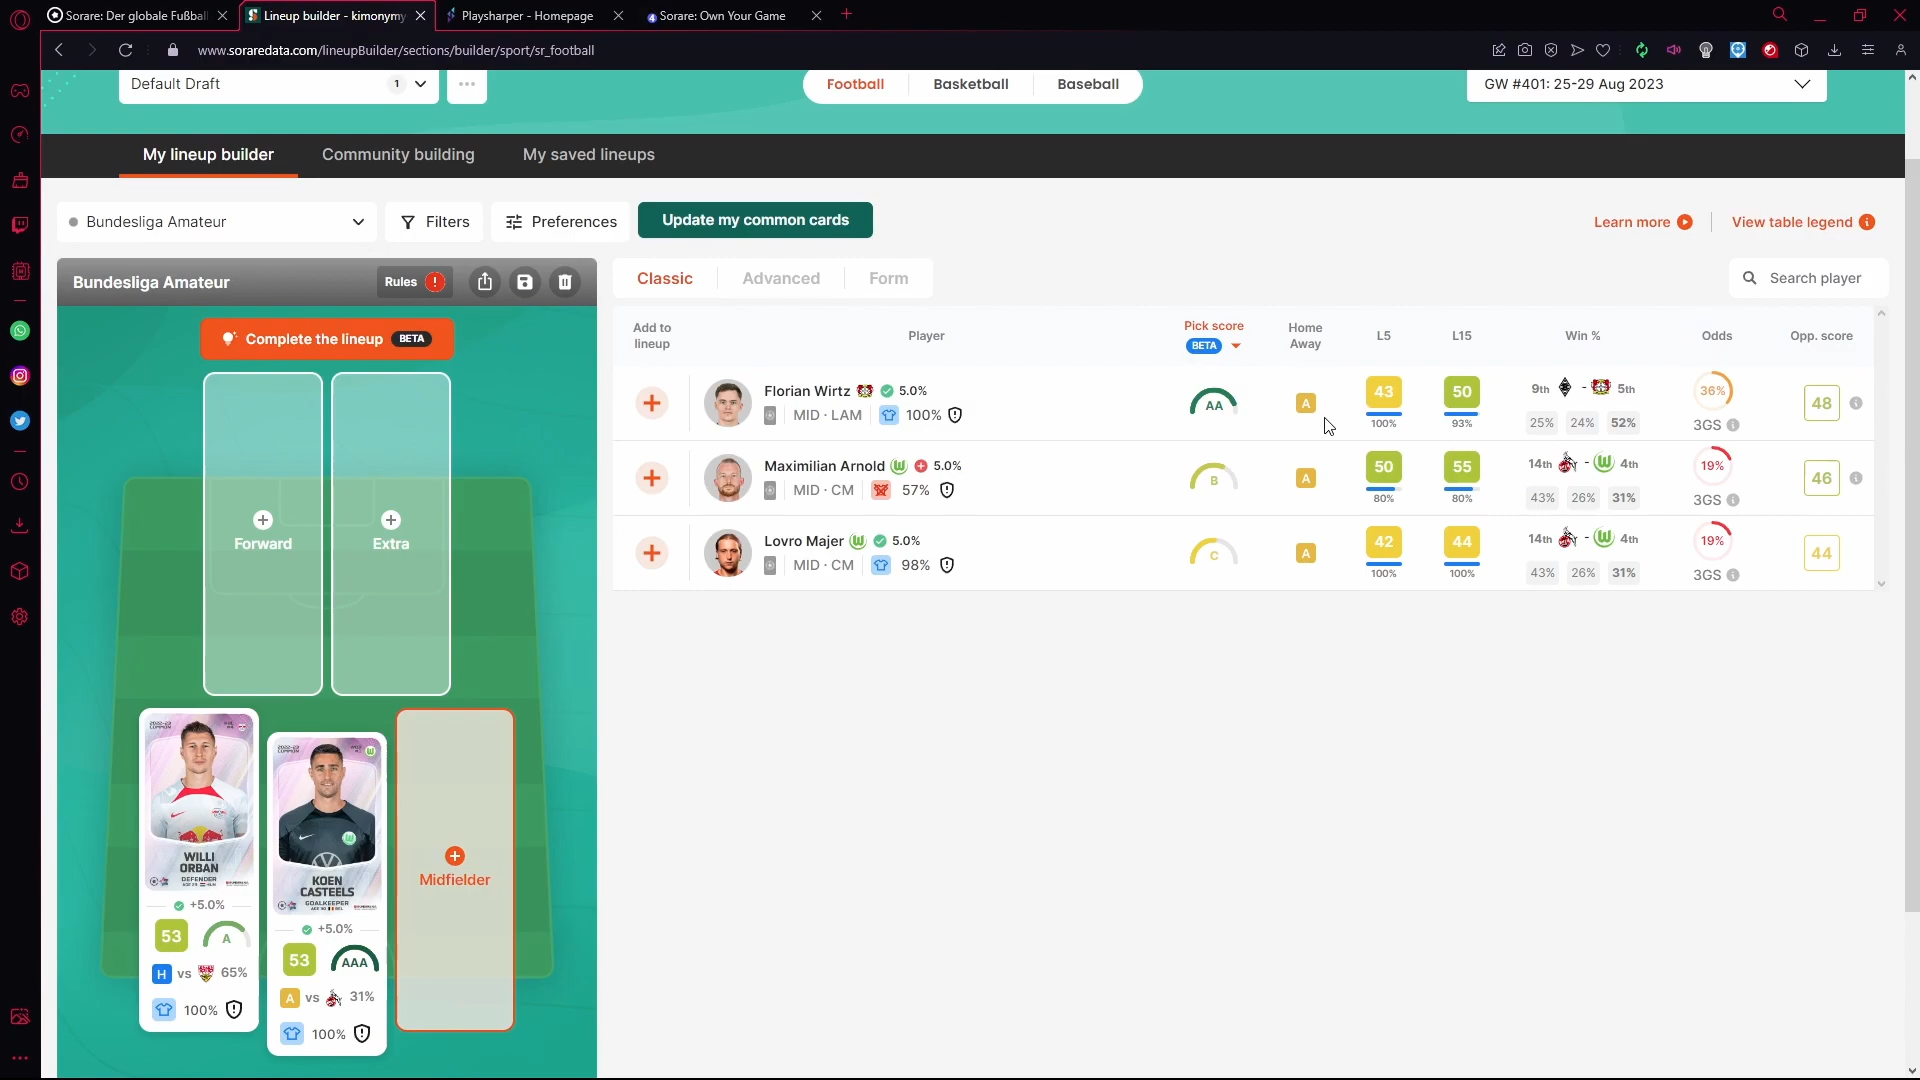 Sorare: Der globale Fußbal
Lineup builder - kimonymy
Playsharper - Homepage
Sorare: Own Your Game
www.soraredata.com/lineupBuilder/sections/builder/sport/sr_football
Default Draft 1
Football Basketball Baseball
GW #401: 25-29 Aug 2023
My lineup builder Community building My saved lineups
Bundesliga Amateur
Filters
Preferences
Update my common cards
Learn more
View table legend
Bundesliga Amateur
Rules
Classic Advanced Form
Search player
Complete the lineup BETA
Add to lineup Player Pick score BETA Home Away L5 L15 Win % Odds Opp. score
Florian Wirtz 5.0%
MID · LAM 100%
AA A 43 100% 50 93%
9th - 5th
25% 24% 52%
36%
3GS
48
Maximilian Arnold 5.0%
MID · CM 57%
B A 50 80% 55 80%
14th - 4th
43% 26% 31%
19%
3GS
46
Lovro Majer 5.0%
MID · CM 98%
C A 42 100% 44 100%
14th - 4th
43% 26% 31%
19%
3GS
44
Forward
Extra
WILLI
ORBAN
DEFENDER
+5.0%
53 A
H vs 65%
100%
KOEN
CASTEELS
GOALKEEPER
+5.0%
53 AAA
A vs 31%
100%
Midfielder